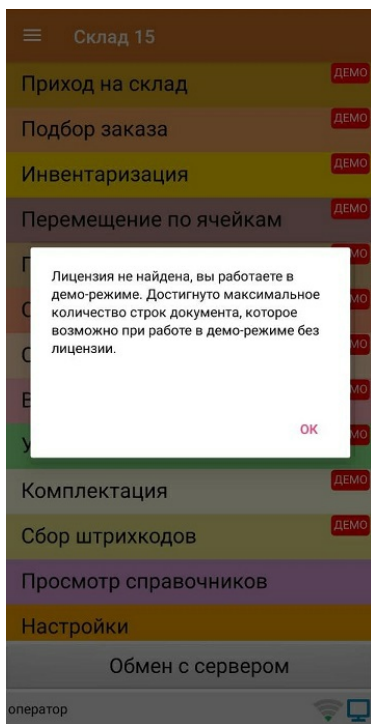 Склад 15
Приход на склад
ДЕМО
Подбор заказа
ДЕМО
Инвентаризация
ДЕМО
Перемещение по ячейкам
ДЕМО
Лицензия не найдена, вы работаете в
демо-режиме. Достигнуто максимальное
количество строк документа, которое
возможно при работе в демо-режиме без
лицензии.
ОК
Комплектация
ДЕМО
Сбор штрихкодов
ДЕМО
Просмотр справочников
Настройки
Обмен с сервером
оператор